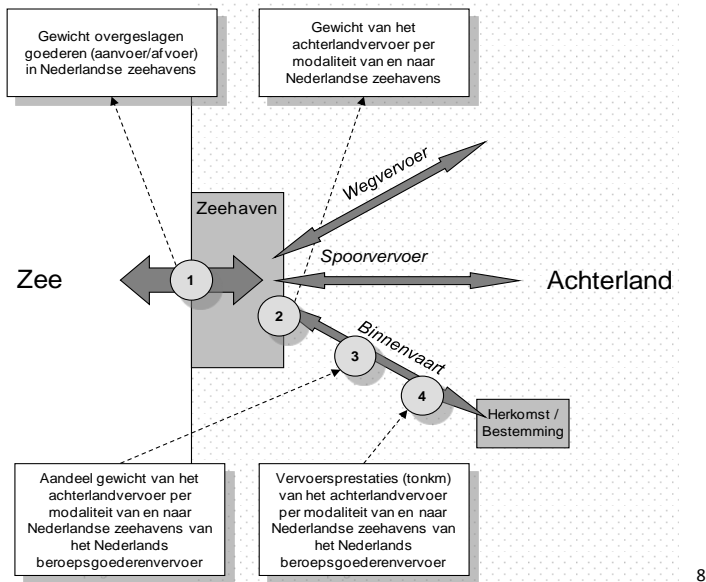 Gewicht overgeslagen
goederen (aanvoer/afvoer)
in Nederlandse zeehavens
Gewicht van het
achterlandvervoer per
modaliteit van en naar
Nederlandse zeehavens
Wegvervoer
Zeehaven
Spoorvervoer
Zee
1
Achterland
2
Binnenvaart
3
4
Herkomst /
Bestemming
Aandeel gewicht van het
achterlandvervoer per
modaliteit van en naar
Nederlandse zeehavens van
het Nederlands
beroepsgoederenvervoer
Vervoersprestaties (tonkm)
van het achterlandvervoer
per modaliteit van en naar
Nederlandse zeehavens van
het Nederlands
beroepsgoederenvervoer
8